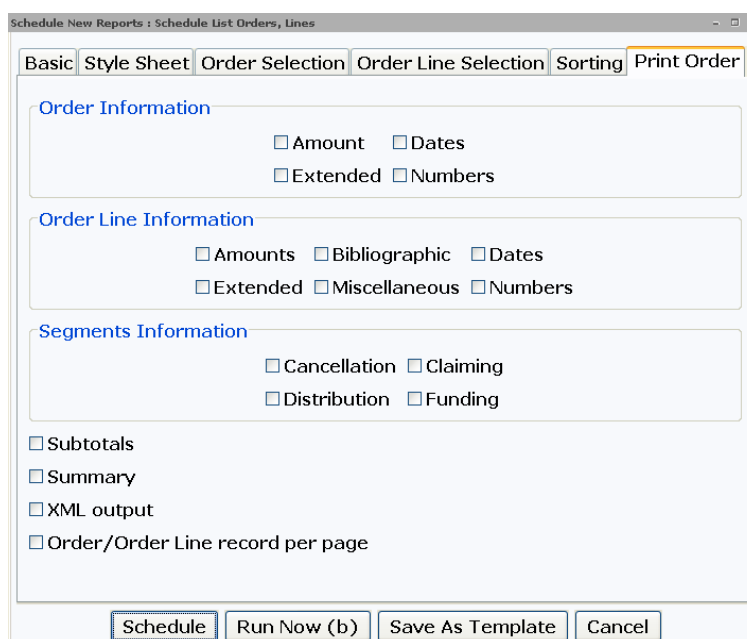 Schedule New Reports : Schedule List Orders, Lines
Basic Style Sheet Order Selection Order Line Selection Sorting Print Order
Order Information
Amount Dates
Extended Numbers
Order Line Information
Amounts Bibliographic Dates
Extended Miscellaneous Numbers
Segments Information
Cancellation Claiming
Distribution Funding
Subtotals
Summary
XML output
Order/Order Line record per page
Schedule Run Now (b) Save As Template Cancel